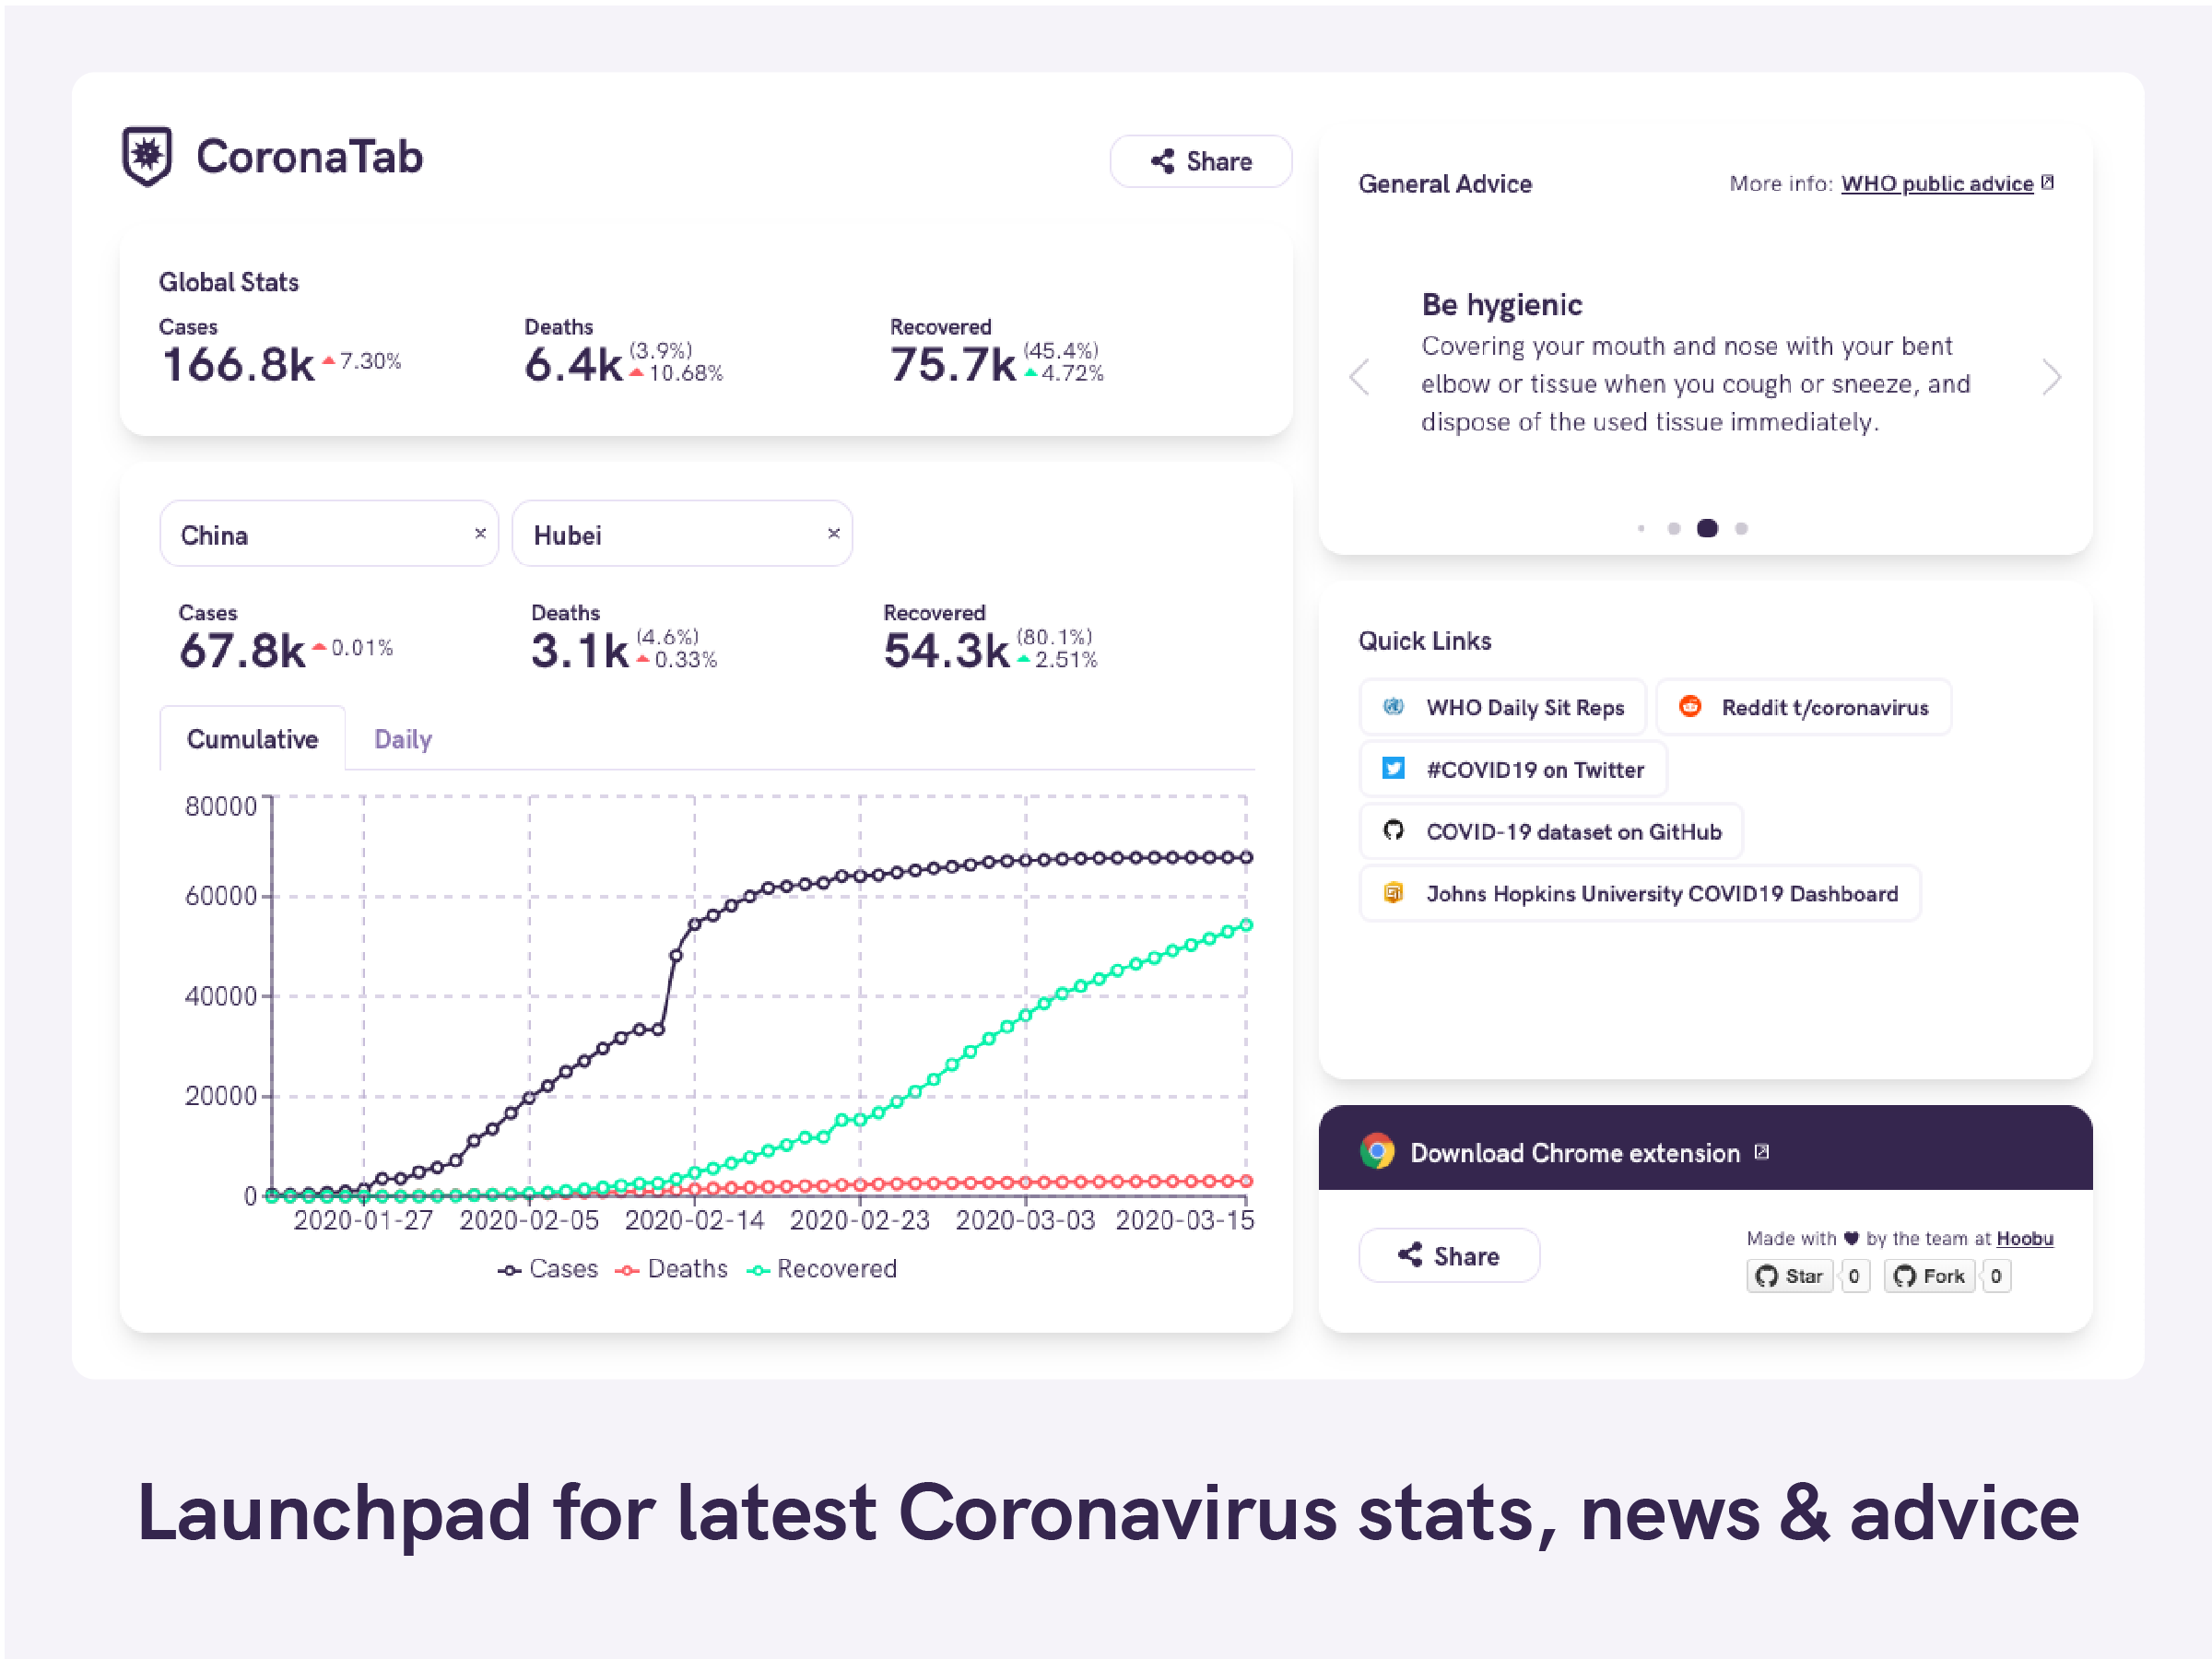 CoronaTab
Share
Global Stats
Cases
166.8k 7.30%
Deaths
6.4k (3.9%) 10.68%
Recovered
75.7k (45.4%) 4.72%
China ×
Hubei ×
Cases
67.8k 0.01%
Deaths
3.1k (4.6%) 0.33%
Recovered
54.3k (80.1%) 2.51%
Cumulative
Daily
80000
60000
40000
20000
0
2020-01-27 2020-02-05 2020-02-14 2020-02-23 2020-03-03 2020-03-15
Cases Deaths Recovered
General Advice
More info: WHO public advice
Be hygienic
Covering your mouth and nose with your bent
elbow or tissue when you cough or sneeze, and
dispose of the used tissue immediately.
Quick Links
WHO Daily Sit Reps
Reddit t/coronavirus
#COVID19 on Twitter
COVID-19 dataset on GitHub
Johns Hopkins University COVID19 Dashboard
Download Chrome extension
Share
Made with ♥ by the team at Hoobu
Star 0 Fork 0
Launchpad for latest Coronavirus stats, news & advice